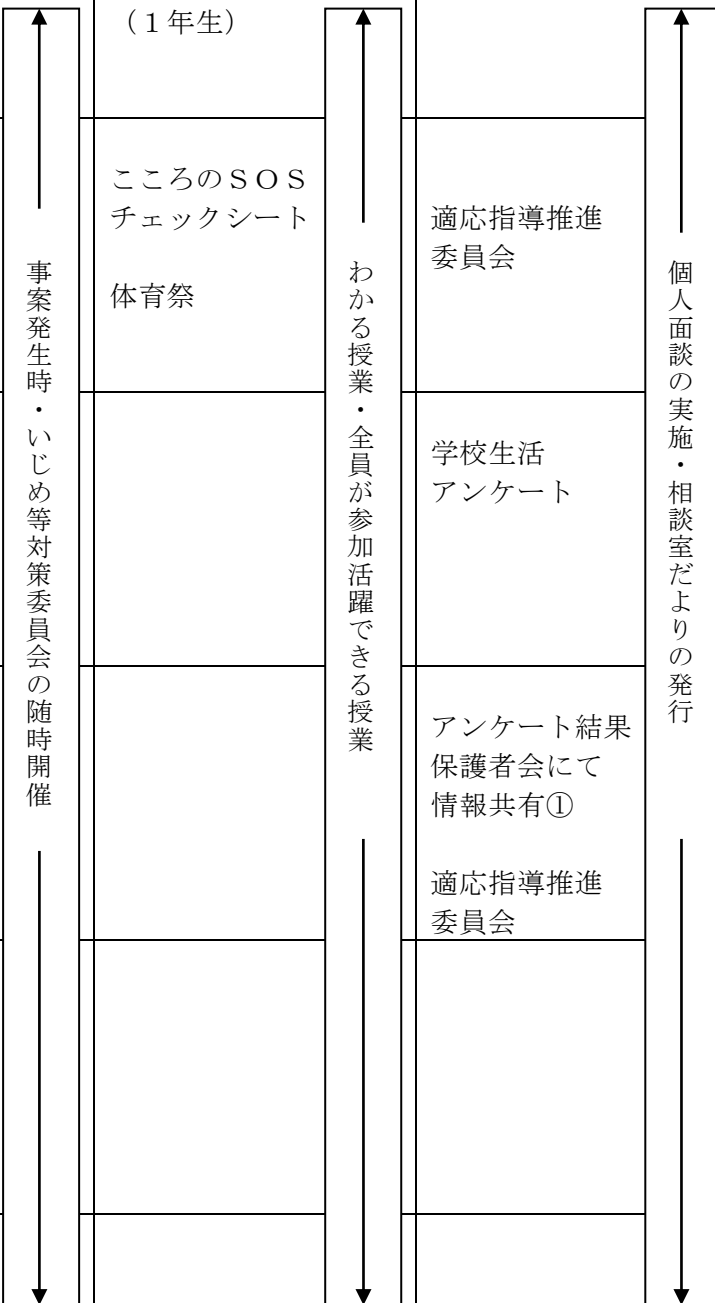 （１年生）
こころのＳＯＳ
チェックシート
体育祭
適応指導推進
委員会
事案発生時・いじめ等対策委員会の随時開催
わかる授業・全員が参加活躍できる授業
個人面談の実施・相談室だよりの発行
学校生活
アンケート
アンケート結果
保護者会にて
情報共有①
適応指導推進
委員会